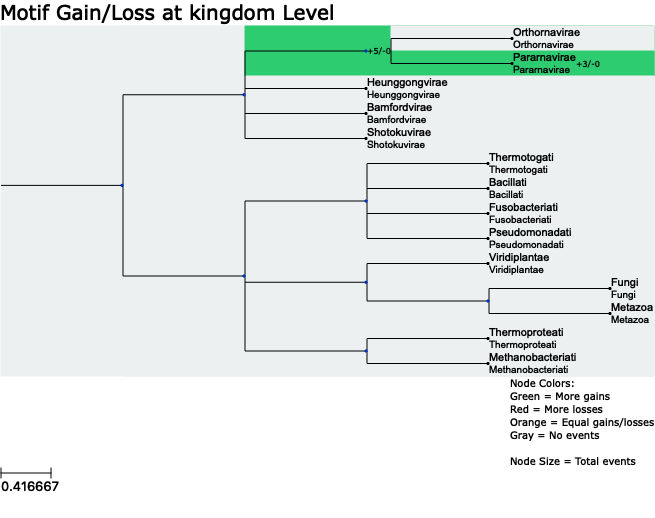 Motif Gain/Loss at kingdom Level
Orthornavirae
Orthornavirae
+5/-0
Pararnavirae
+3/-0
Pararnavirae
Heunggongvirae
Heunggongvirae
Bamfordvirae
Bamfordvirae
Shotokuvirae
Shotokuvirae
Thermotogati
Thermotogati
Bacillati
Bacillati
Fusobacteriati
Fusobacteriati
Pseudomonadati
Pseudomonadati
Viridiplantae
Viridiplantae
Fungi
Fungi
Metazoa
Metazoa
Thermoproteati
Thermoproteati
Methanobacteriati
Methanobacteriati
Node Colors:
Green = More gains
Red = More losses
Orange = Equal gains/losses
Gray = No events
Node Size = Total events
0.416667